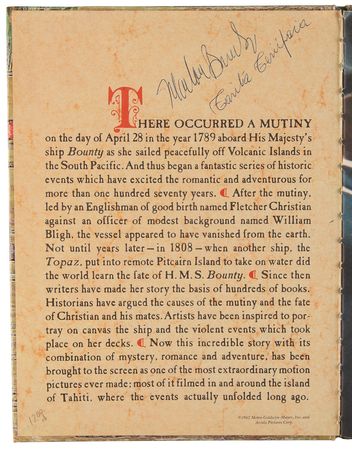 Marlon Brando
Tarita Teriipaia
THERE OCCURRED A MUTINY
on the day of April 28 in the year 1789 aboard His Majesty's
ship Bounty as she sailed peacefully off Volcanic Islands in
the South Pacific. And thus began a fantastic series of historic
events which have excited the romantic and adventurous for
more than one hundred seventy years. ¶ After the mutiny,
led by an Englishman of good birth named Fletcher Christian
against an officer of modest background named William
Bligh, the vessel appeared to have vanished from the earth.
Not until years later—in 1808—when another ship, the
Topaz, put into remote Pitcairn Island to take on water did
the world learn the fate of H.M.S. Bounty. ¶ Since then
writers have made her story the basis of hundreds of books.
Historians have argued the causes of the mutiny and the fate
of Christian and his mates. Artists have been inspired to por-
tray on canvas the ship and the violent events which took
place on her decks. ¶ Now this incredible story with its
combination of mystery, romance and adventure, has been
brought to the screen as one of the most extraordinary motion
pictures ever made: most of it filmed in and around the island
of Tahiti, where the events actually unfolded long ago.
©1962 Metro-Goldwyn-Mayer, Inc. and
Arcola Pictures Corp.